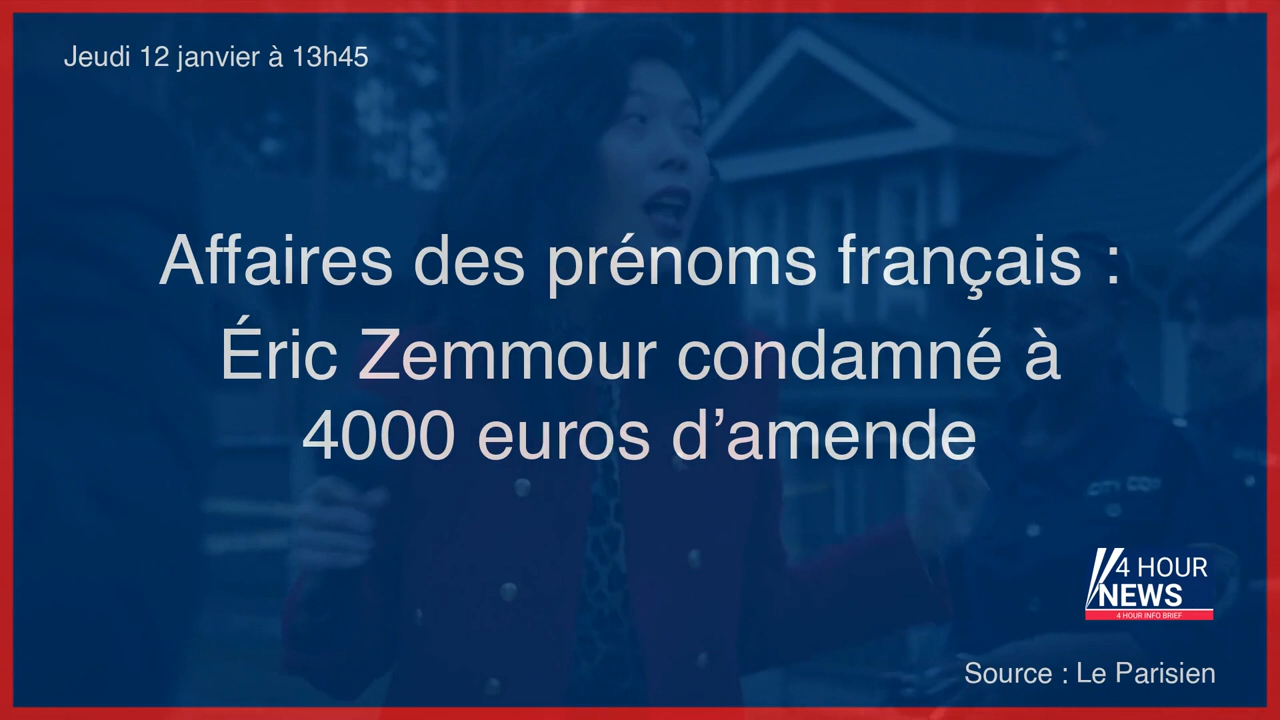 Jeudi 12 janvier à 13h45
Affaires des prénoms français :
Éric Zemmour condamné à
4000 euros d’amende
4 HOUR
NEWS
4 HOUR INFO BRIEF
Source : Le Parisien